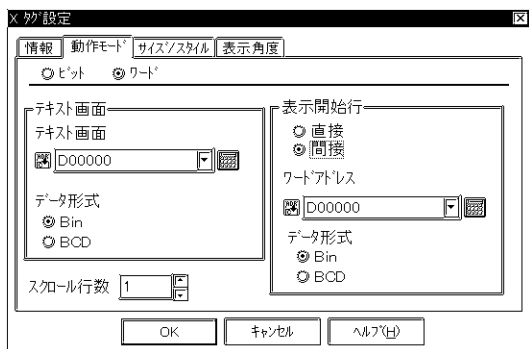 X ﾀｸﾞ設定
情報 動作ﾓｰﾄﾞ ｻｲｽﾞ/ｽﾀｲﾙ 表示角度
ﾋﾞｯﾄ ﾜｰﾄﾞ
テキスト画面
ﾃｷｽﾄ画面
D00000
ﾃﾞｰﾀ形式
Bin
BCD
ｽｸﾛｰﾙ行数 1
表示開始行
直接
間接
ﾜｰﾄﾞｱﾄﾞﾚｽ
D00000
ﾃﾞｰﾀ形式
Bin
BCD
OK ｷｬﾝｾﾙ ﾍﾙﾌﾟ(H)